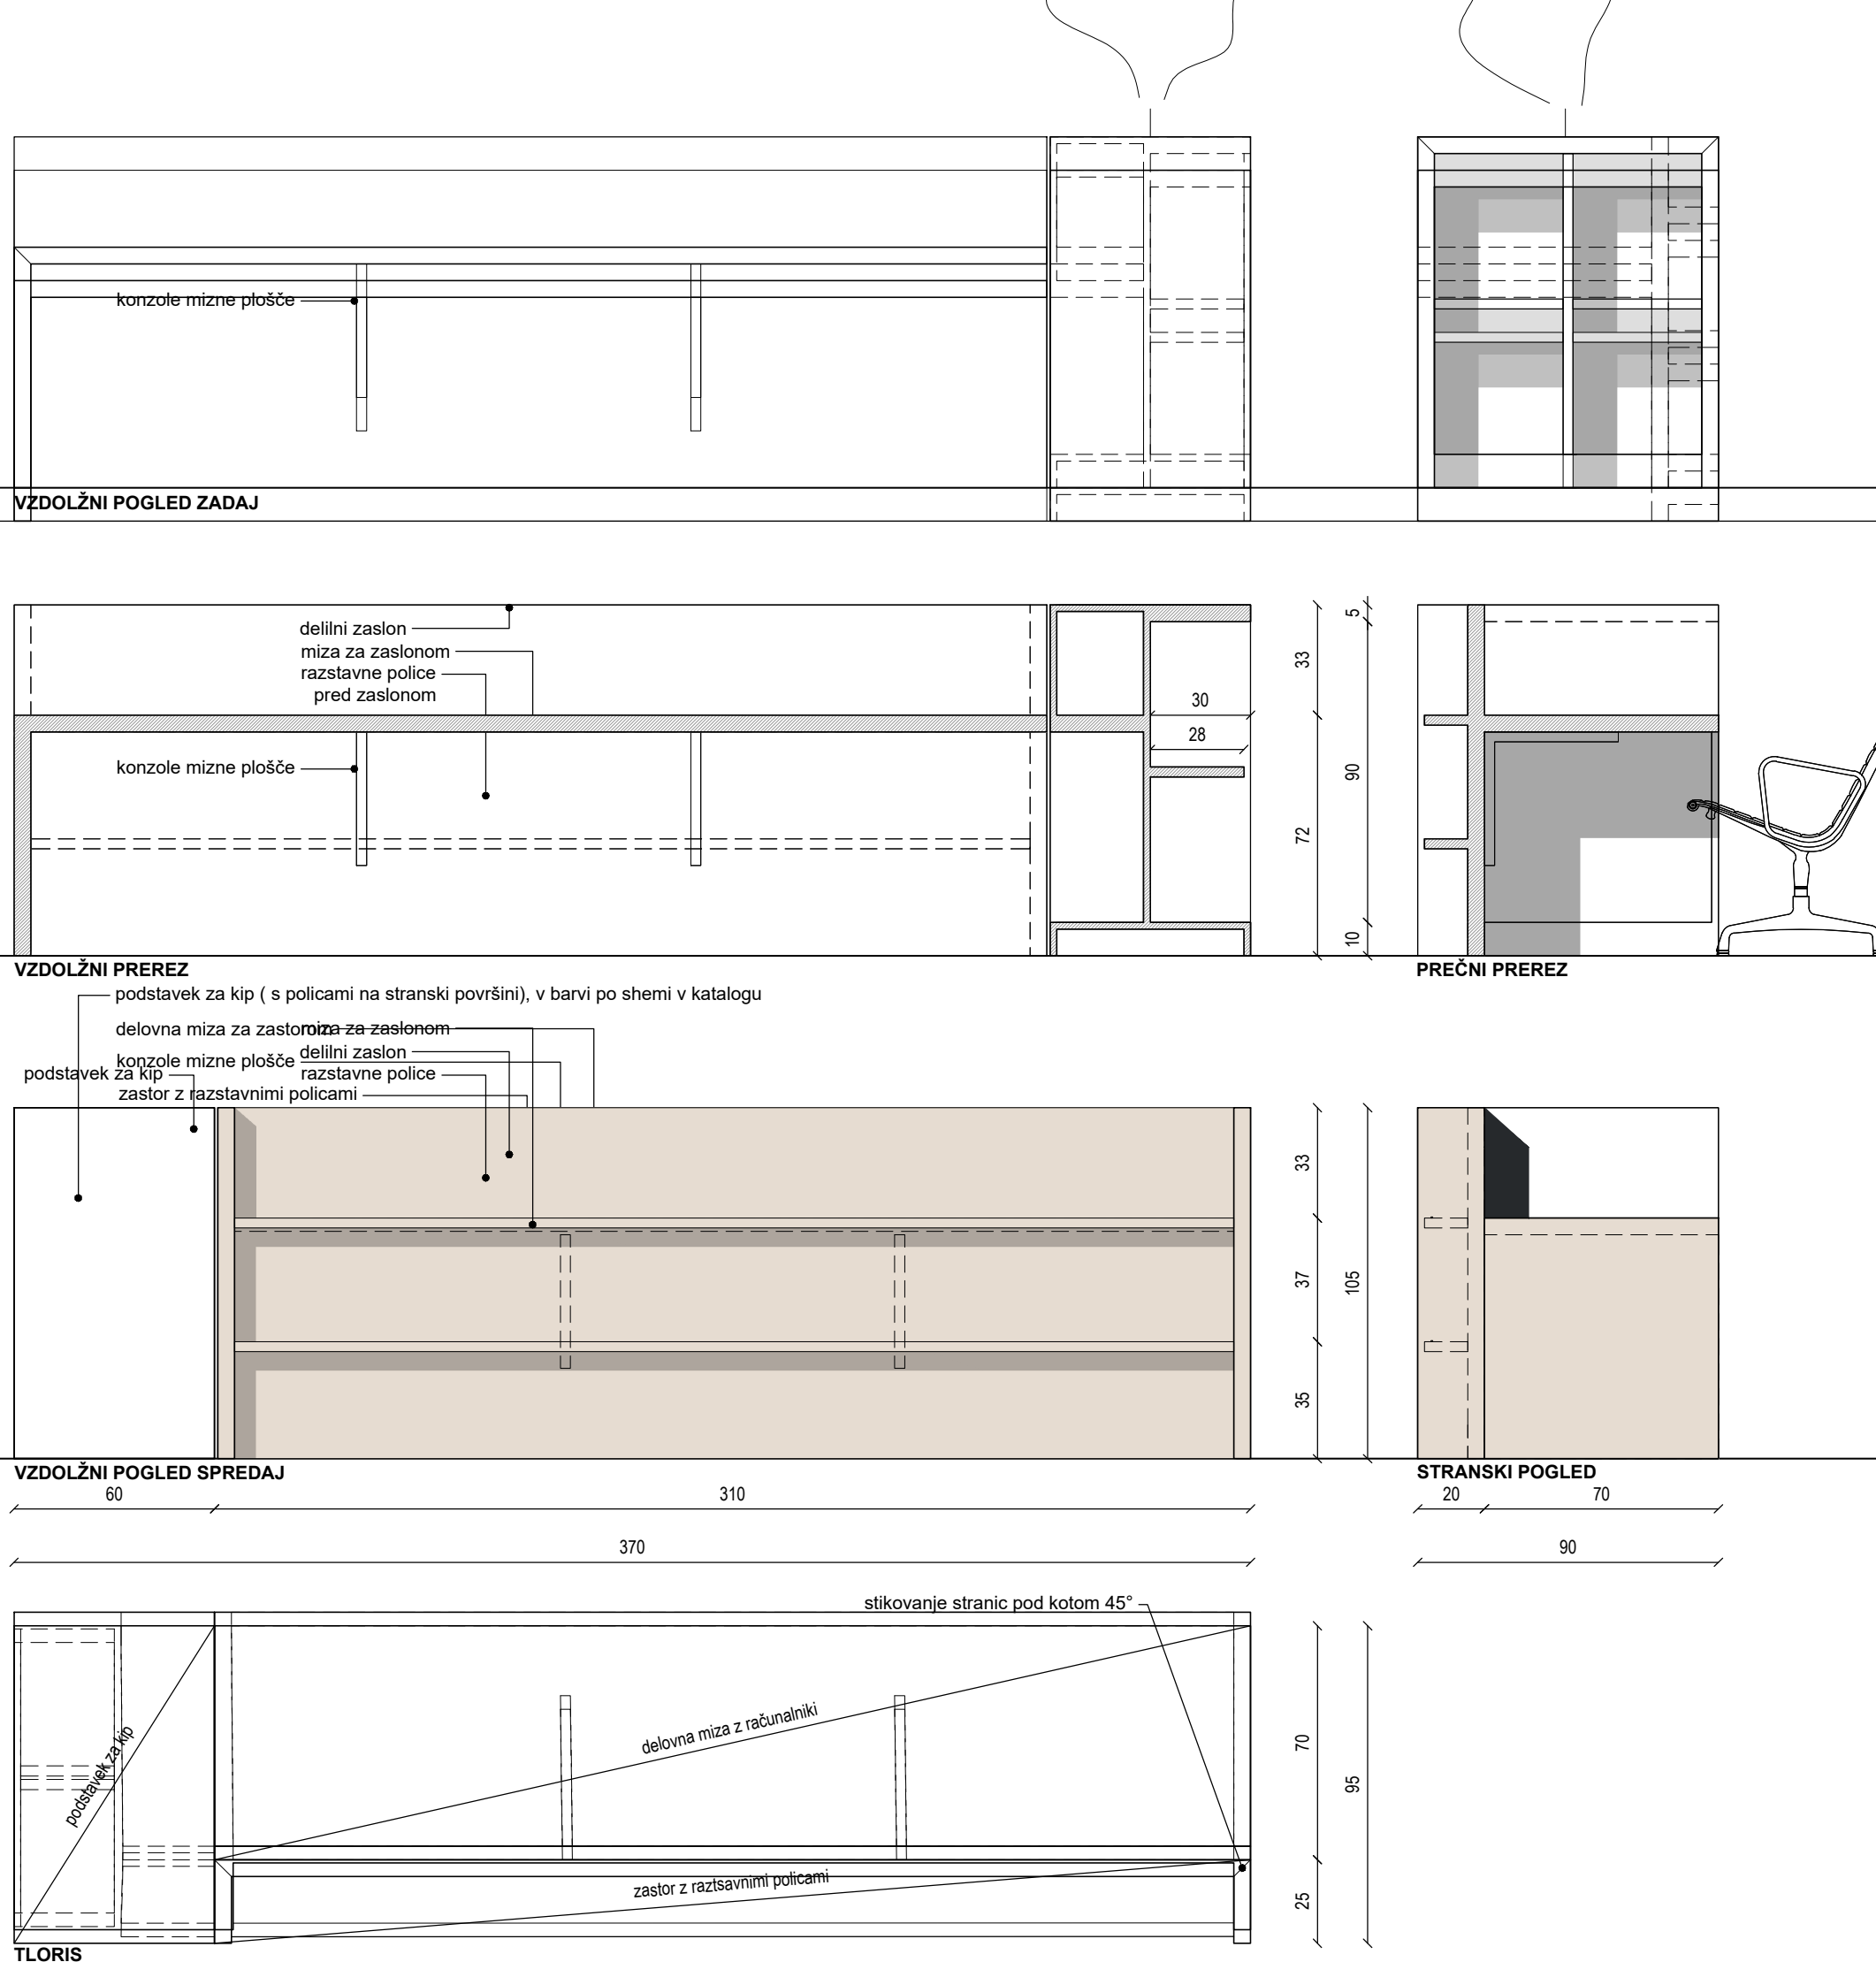 konzole mizne plošče
VZDOLŽNI POGLED ZADAJ
delilni zaslon
miza za zaslonom
razstavne police
pred zaslonom
konzole mizne plošče
30
28
33
72
5
90
10
VZDOLŽNI PREREZ
PREČNI PREREZ
podstavek za kip ( s policami na stranski površini), v barvi po shemi v katalogu
delovna miza za zastorom
miza za zaslonom
delilni zaslon
konzole mizne plošče
podstavek za kip
razstavne police
zastor z razstavnimi policami
33
37
35
105
VZDOLŽNI POGLED SPREDAJ
STRANSKI POGLED
60
310
20
70
370
90
stikovanje stranic pod kotom 45°
podstavek za kip
delovna miza z računalniki
zastor z raztsavnimi policami
70
25
95
TLORIS